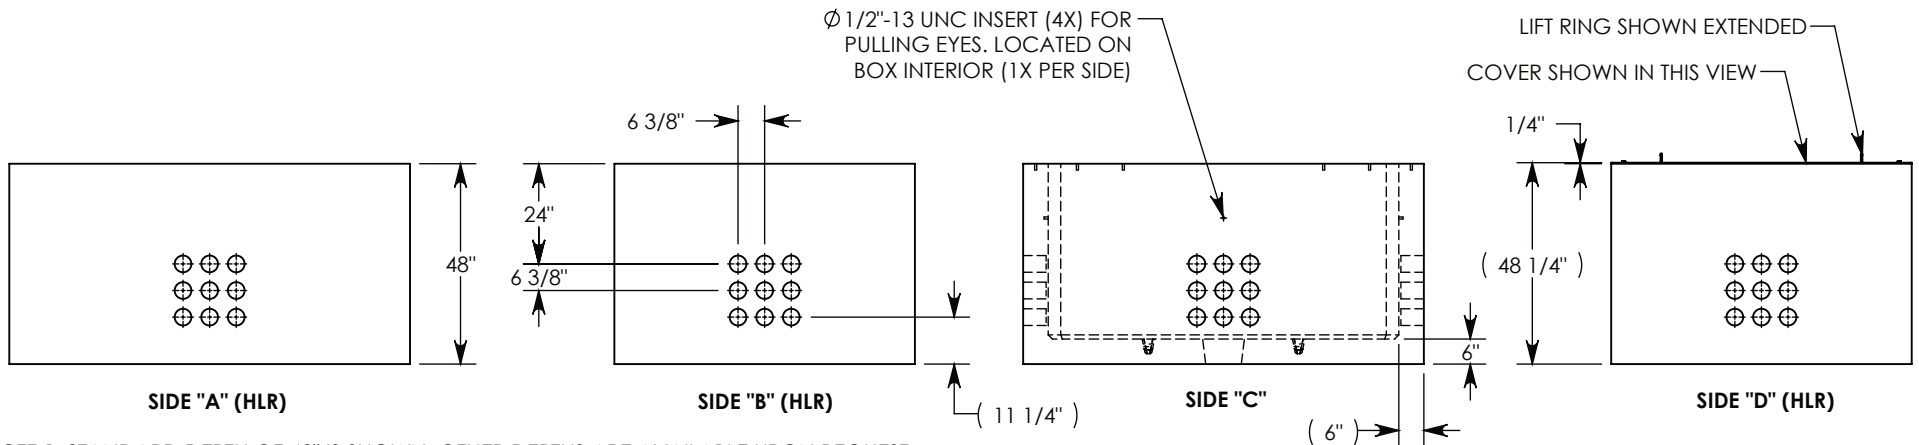 Ø 1/2"-13 UNC INSERT (4X) FOR
PULLING EYES. LOCATED ON
BOX INTERIOR (1X PER SIDE)
LIFT RING SHOWN EXTENDED
COVER SHOWN IN THIS VIEW
6 3/8"
1/4"
48"
24"
6 3/8"
( 48 1/4" )
6"
( 11 1/4" )
( 6" )
SIDE "A" (HLR)
SIDE "B" (HLR)
SIDE "C"
SIDE "D" (HLR)